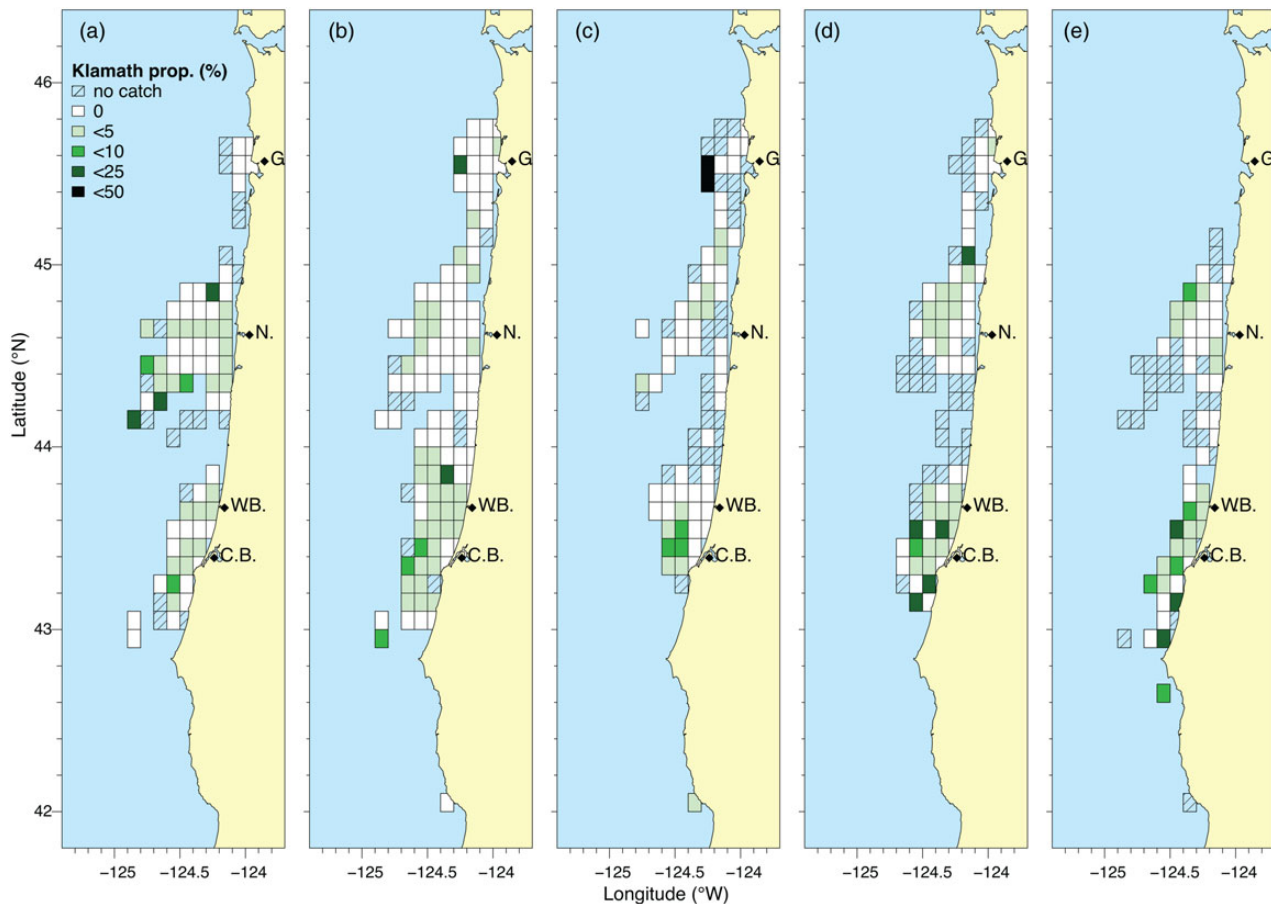 (a) (b) (c) (d) (e)
Klamath prop. (%)
no catch
0
<5
<10
<25
<50
46
45
44
43
42
Latitude (°N)
G
N.
W.B.
C.B.
G.
N.
W.B.
C.B.
G.
N.
W.B.
C.B.
G.
N.
W.B.
C.B.
G.
N.
W.B.
C.B.
−125 −124.5 −124 −125 −124.5 −124 −125 −124.5 −124 −125 −124.5 −124 −125 −124.5 −124
Longitude (°W)